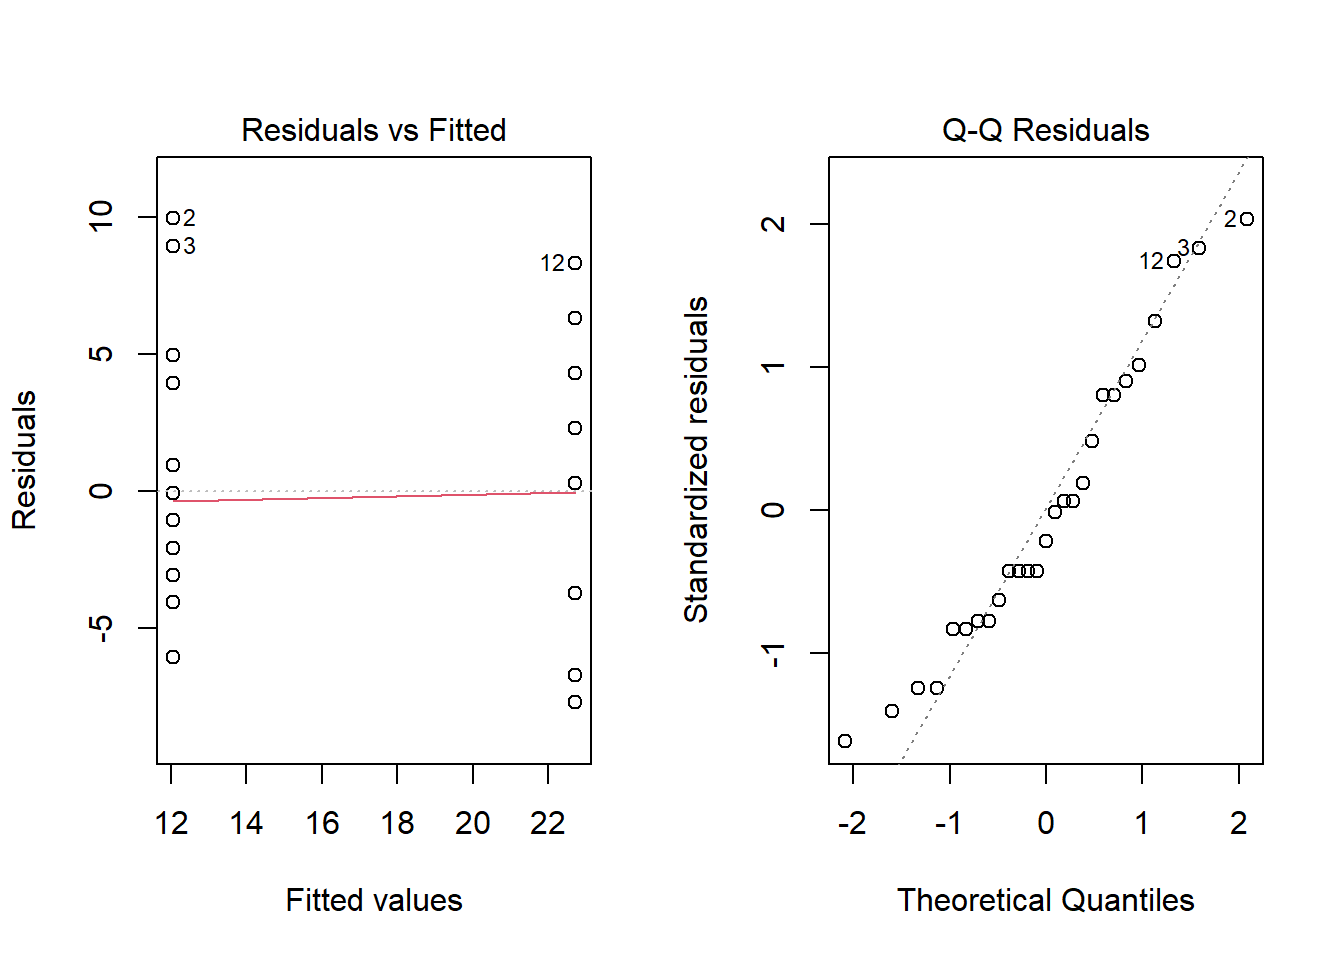 Residuals vs Fitted
Residuals
10
5
0
-5
2
3
12
12 14 16 18 20 22
Fitted values
Q-Q Residuals
Standardized residuals
2
1
0
-1
2
3
12
-2 -1 0 1 2
Theoretical Quantiles